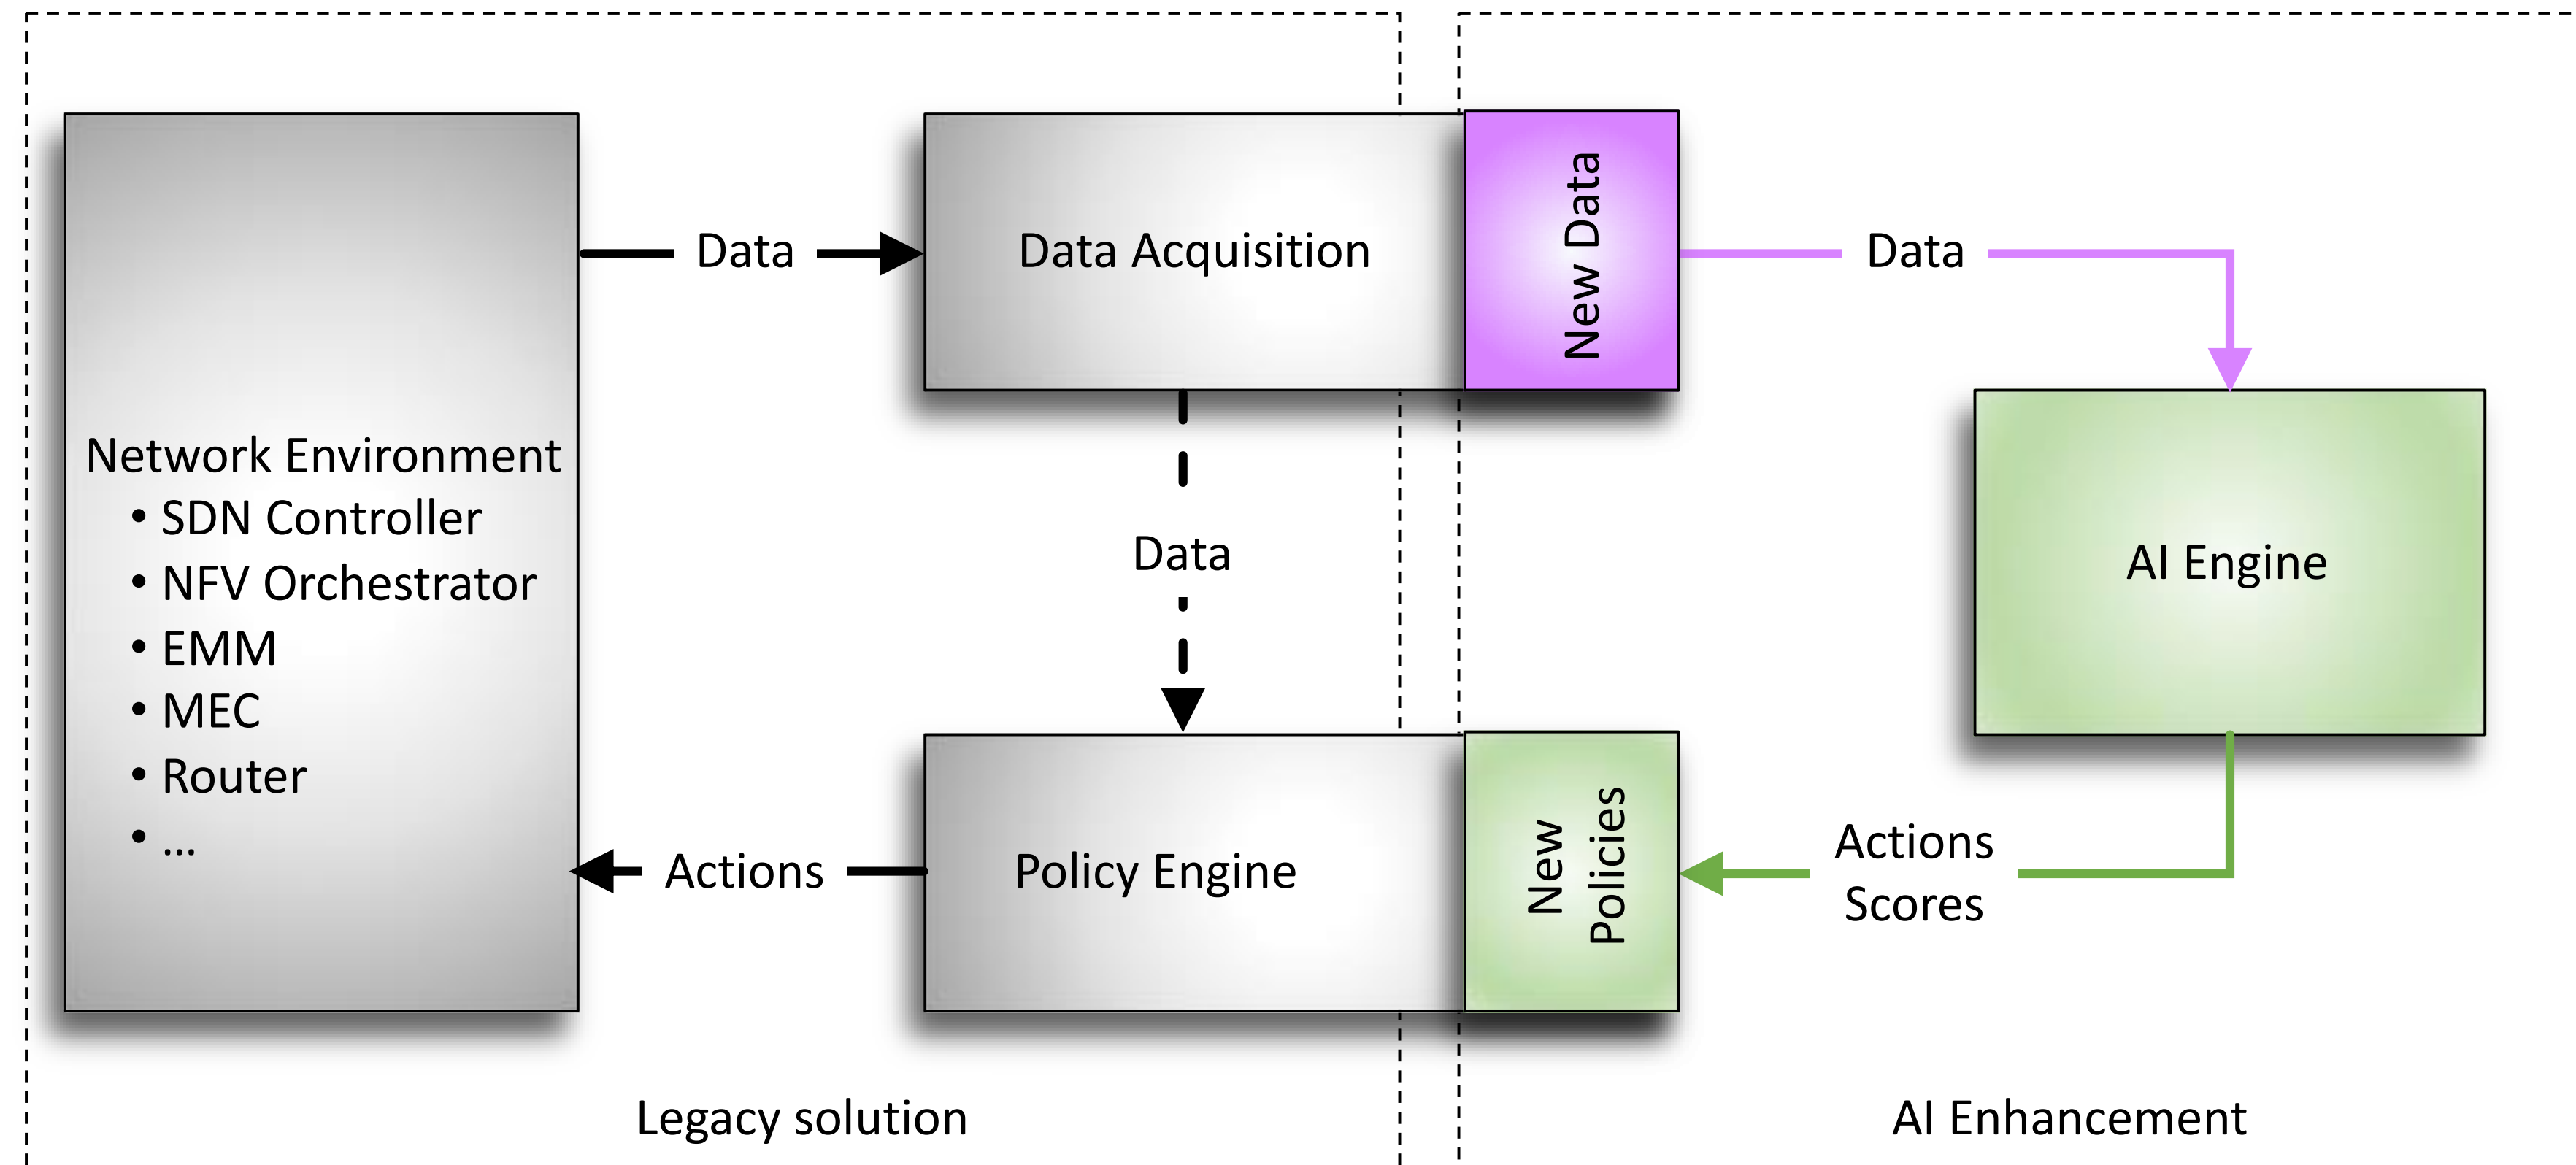 Network Environment
• SDN Controller
• NFV Orchestrator
• EMM
• MEC
• Router
• ...
Data
Data Acquisition
New Data
Data
Data
AI Engine
Actions
Policy Engine
New
Policies
Actions
Scores
Legacy solution
AI Enhancement